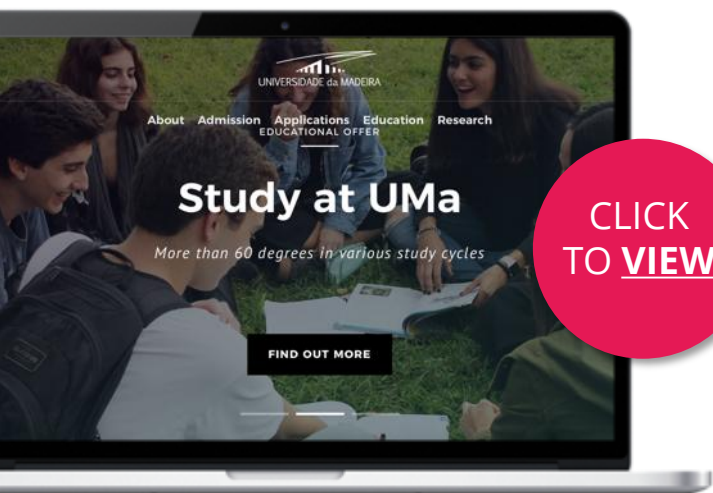 UNIVERSIDADE da MADEIRA
About Admission Applications Education Research
EDUCATIONAL OFFER
Study at UMa
More than 60 degrees in various study cycles
FIND OUT MORE
CLICK
TO VIEW